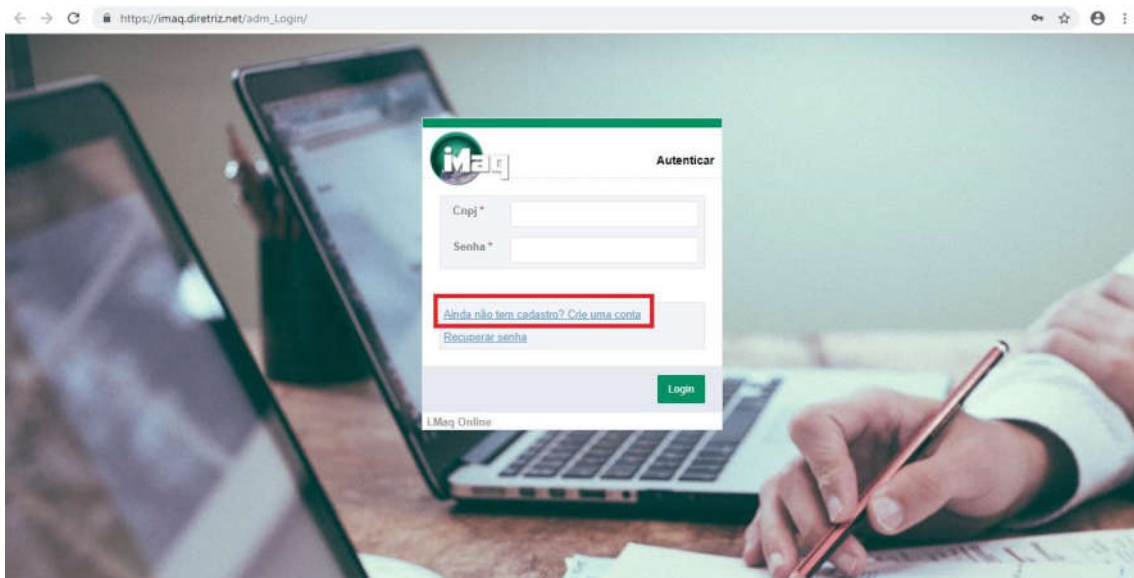 https://imaq.diretriz.net/adm_Login/
iMaq
Autenticar
Cnpj *
Senha *
Ainda não tem cadastro? Crie uma conta
Recuperar senha
Login
I.Maq Online